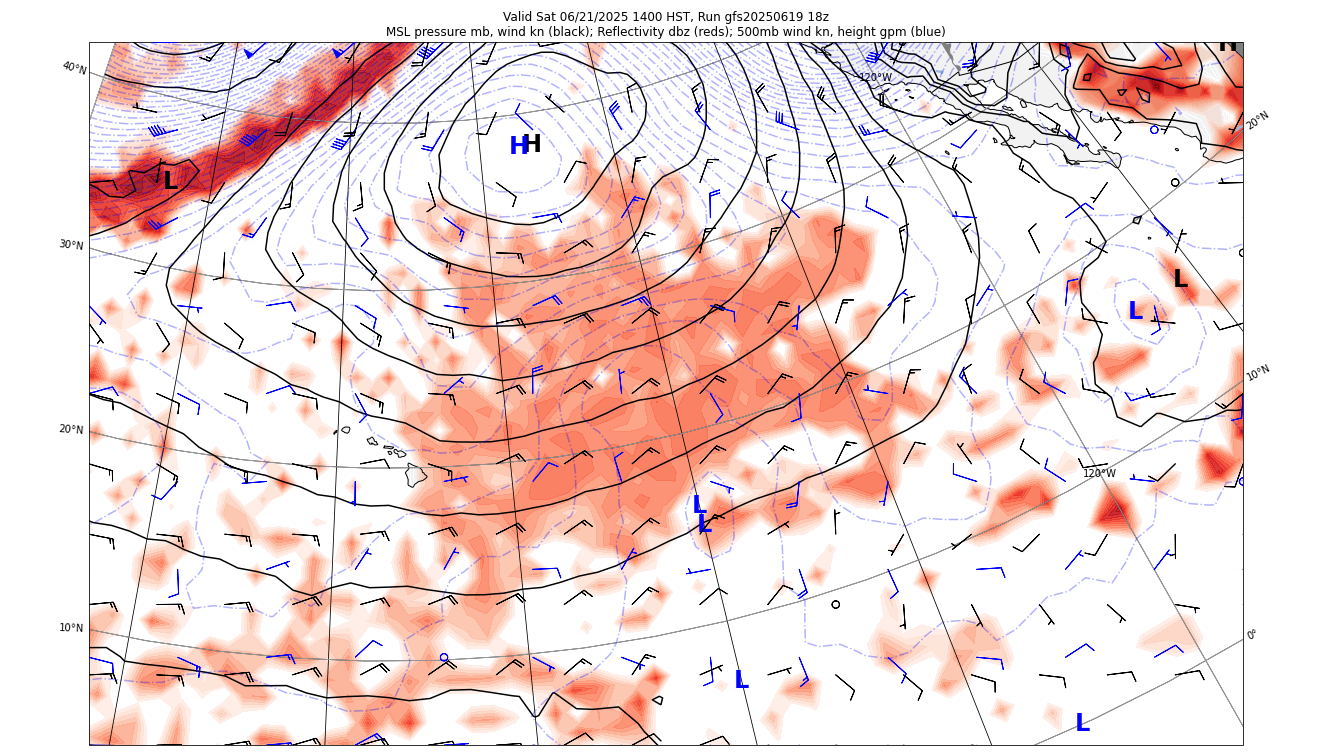 Valid Sat 06/21/2025 1400 HST, Run gfs20250619 18z
MSL pressure mb, wind kn (black); Reflectivity dbz (reds); 500mb wind kn, height gpm (blue)
H
40°N
120°W
20°N
H
H
L
30°N
L
L
10°N
20°N
120°W
L
L
10°N
0°
L
L